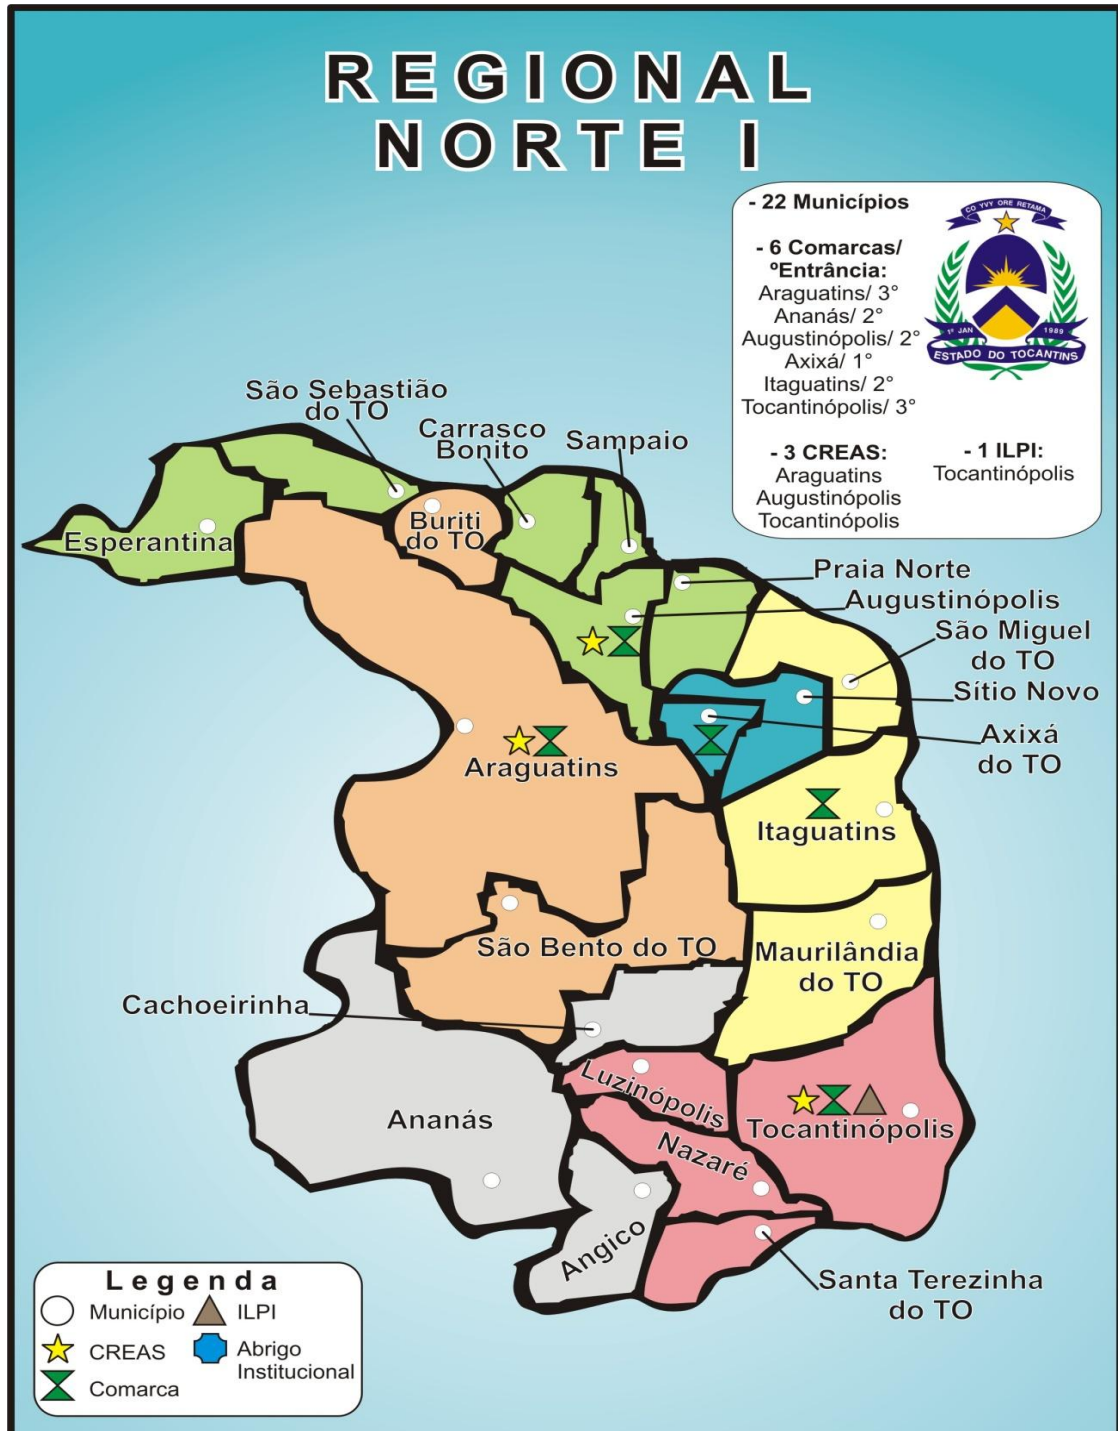 REGIONAL
NORTE I
- 22 Municípios
- 6 Comarcas/
ºEntrância:
Araguatins/ 3°
Ananás/ 2°
Augustinópolis/ 2°
Axixá/ 1°
Itaguatins/ 2°
Tocantinópolis/ 3°
- 3 CREAS:
Araguatins
Augustinópolis
Tocantinópolis
- 1 ILPI:
Tocantinópolis
CO YVY ORE RETAMA
1º JAN
1989
ESTADO DO TOCANTINS
São Sebastião
do TO
Carrasco
Bonito
Sampaio
Esperantina
Buriti
do TO
Praia Norte
Augustinópolis
São Miguel
do TO
Sítio Novo
Axixá
do TO
Araguatins
Itaguatins
São Bento do TO
Maurilândia
do TO
Cachoeirinha
Luzinópolis
Ananás
Tocantinópolis
Nazaré
Angico
Santa Terezinha
do TO
Legenda
Município
ILPI
CREAS
Abrigo
Institucional
Comarca